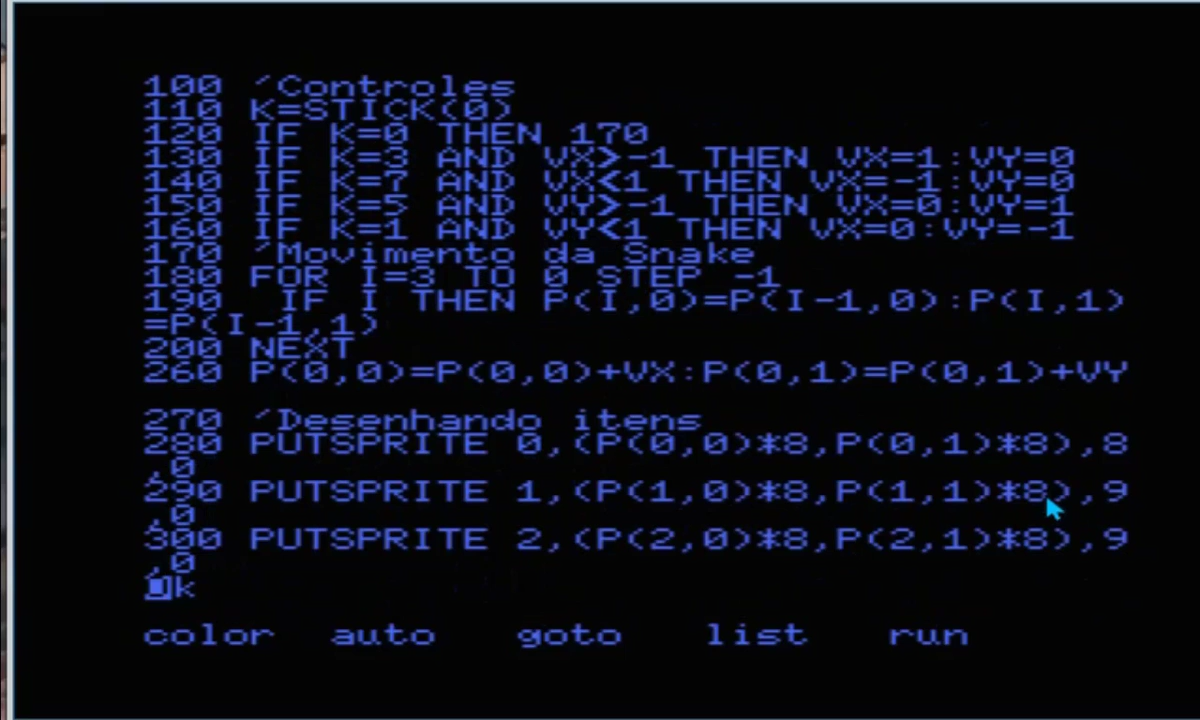 100 'Controles
110 K=STICK(0)
120 IF K=0 THEN 170
130 IF K=3 AND VX>-1 THEN VX=1:VY=0
140 IF K=7 AND VX<1 THEN VX=-1:VY=0
150 IF K=5 AND VY>-1 THEN VX=0:VY=1
160 IF K=1 AND VY<1 THEN VX=0:VY=-1
170 'Movimento da Snake
180 FOR I=3 TO 0 STEP -1
190  IF I THEN P(I,0)=P(I-1,0):P(I,1)
=P(I-1,1)
200 NEXT
260 P(0,0)=P(0,0)+VX:P(0,1)=P(0,1)+VY
270 'Desenhando itens
280 PUTSPRITE 0,(P(0,0)*8,P(0,1)*8),8
,0
290 PUTSPRITE 1,(P(1,0)*8,P(1,1)*8),9
,0
300 PUTSPRITE 2,(P(2,0)*8,P(2,1)*8),9
,0
Ok
color auto goto list run